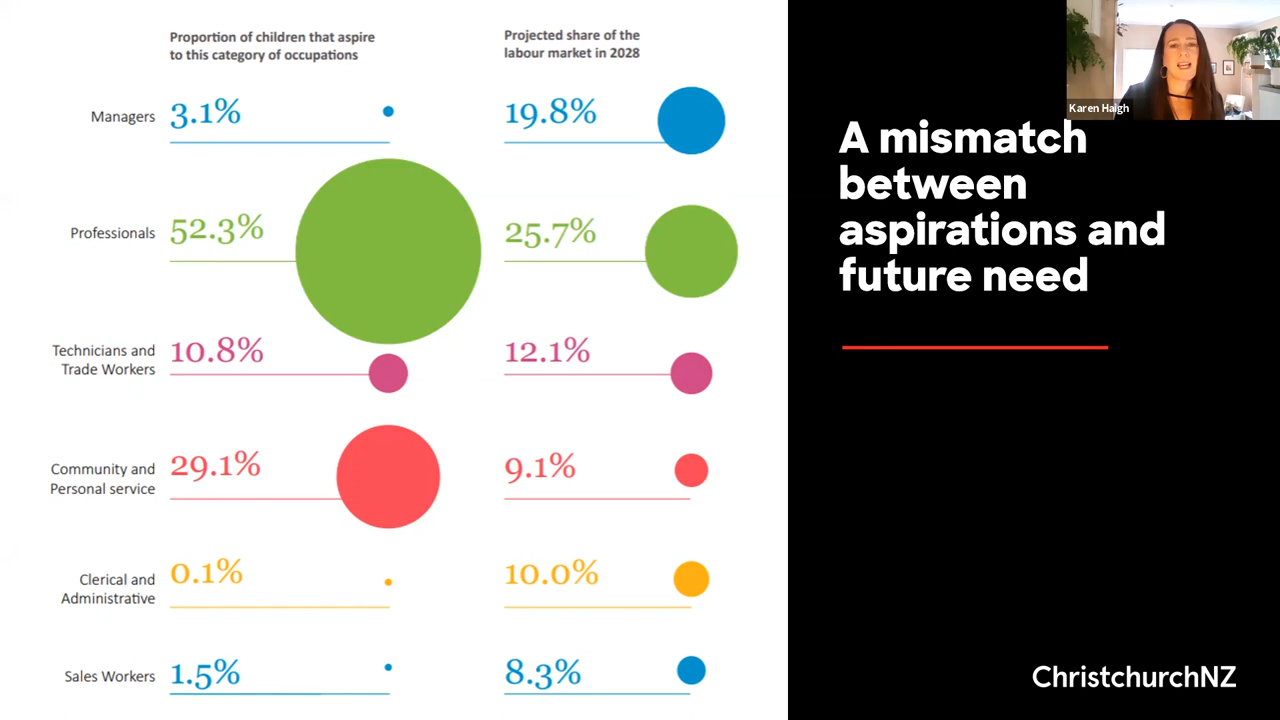 Proportion of children that aspire
to this category of occupations
Projected share of the
labour market in 2028
Managers
3.1%
19.8%
Professionals
52.3%
25.7%
Technicians and
Trade Workers
10.8%
12.1%
Community and
Personal service
29.1%
9.1%
Clerical and
Administrative
0.1%
10.0%
Sales Workers
1.5%
8.3%
Karen Haigh
A mismatch
between
aspirations and
future need
ChristchurchNZ